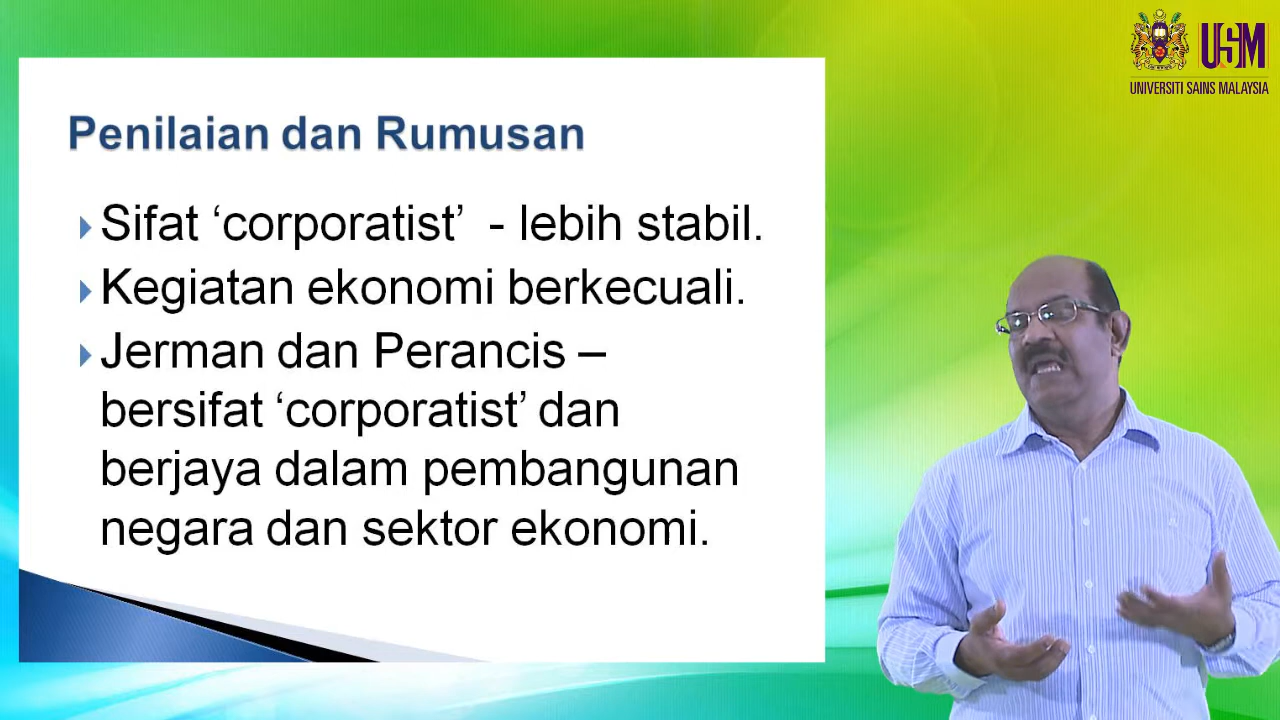 USM
UNIVERSITI SAINS MALAYSIA
Penilaian dan Rumusan
Sifat ‘corporatist’ - lebih stabil.
Kegiatan ekonomi berkecuali.
Jerman dan Perancis –
bersifat ‘corporatist’ dan
berjaya dalam pembangunan
negara dan sektor ekonomi.